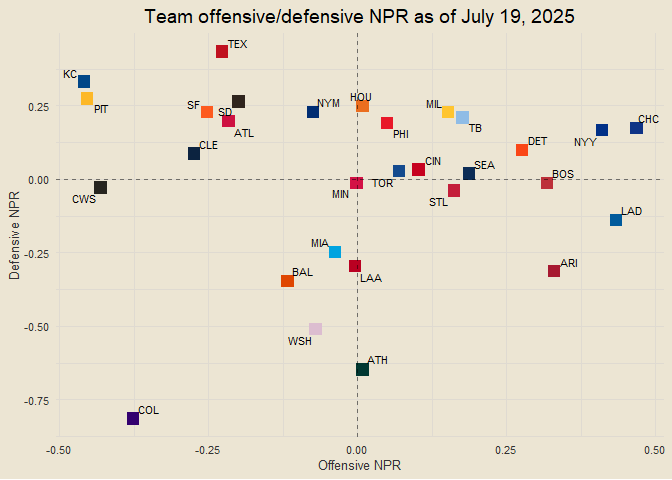 Team offensive/defensive NPR as of July 19, 2025
TEX
KC
PIT
SF
SD
ATL
NYM
HOU
PHI
MIL
TB
CHC
NYY
CLE
DET
CIN
SEA
BOS
CWS
MIN
TOR
STL
LAD
MIA
LAA
BAL
ARI
WSH
ATH
COL
0.25
0.00
-0.25
-0.50
-0.75
Defensive NPR
-0.50
-0.25
0.00
0.25
0.50
Offensive NPR